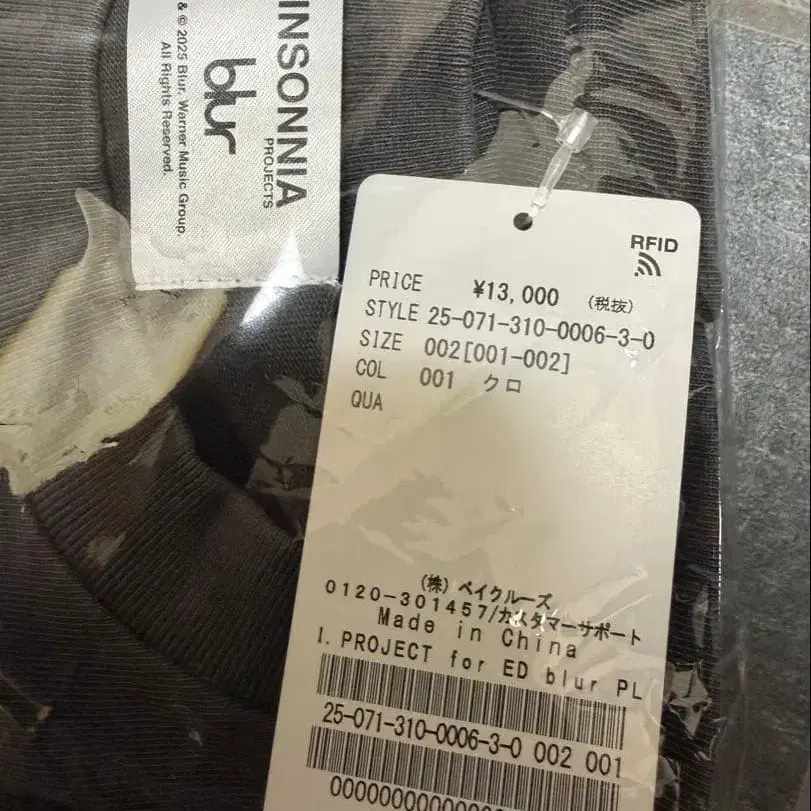 INSONNIA
PROJECTS
blur
& © 2025 Blur. Warner Music Group.
All Rights Reserved.
RFID
PRICE ¥13,000 (税抜)
STYLE 25-071-310-0006-3-0
SIZE 002[001-002]
COL 001 クロ
QUA
(株)ベイクルーズ
0120-301457/カスタマーサポート
Made in China
I. PROJECT for ED blur PL
25-071-310-0006-3-0 002 001